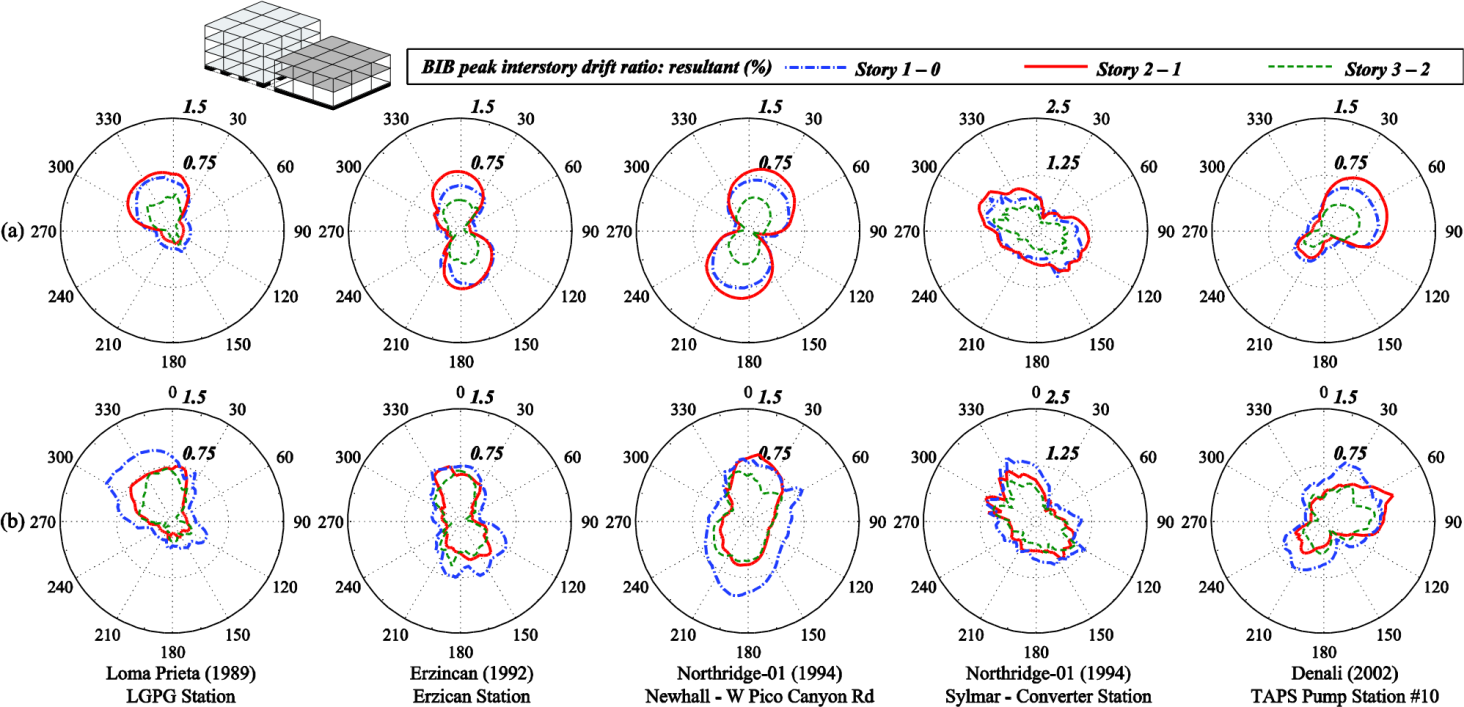 BIB peak interstory drift ratio: resultant (%) Story 1 – 0 Story 2 – 1 Story 3 – 2
1.5 1.5 1.5 2.5 1.5
330 30 330 30 330 30 330 30 330 30
0.75 0.75 0.75 1.25 0.75
300 60 300 60 300 60 300 60 300 60
(a) 270 90 270 90 270 90 270 90 270 90
240 120 240 120 240 120 240 120 240 120
210 150 210 150 210 150 210 150 210 150
180 180 180 180 180
0 1.5 0 1.5 0 1.5 0 2.5 0 1.5
330 30 330 30 330 30 330 30 330 30
0.75 0.75 0.75 1.25 0.75
300 60 300 60 300 60 300 60 300 60
(b) 270 90 270 90 270 90 270 90 270 90
240 120 240 120 240 120 240 120 240 120
210 150 210 150 210 150 210 150 210 150
180 180 180 180 180
Loma Prieta (1989) Erzincan (1992) Northridge-01 (1994) Northridge-01 (1994) Denali (2002)
LGPG Station Erzican Station Newhall - W Pico Canyon Rd Sylmar - Converter Station TAPS Pump Station #10